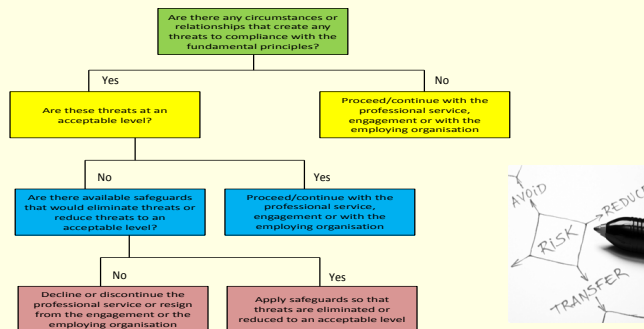 Are there any circumstances or
relationships that create any
threats to compliance with the
fundamental principles?
Yes
No
Are these threats at an
acceptable level?
Proceed/continue with the
professional service,
engagement or with the
employing organisation
No
Yes
Are there available safeguards
that would eliminate threats or
reduce threats to an
acceptable level?
Proceed/continue with the
professional service,
engagement or with the
employing organisation
AVOID
REDUCE
RISK
TRANSFER
No
Yes
Decline or discontinue the
professional service or resign
from the engagement or the
employing organisation
Apply safeguards so that
threats are eliminated or
reduced to an acceptable level